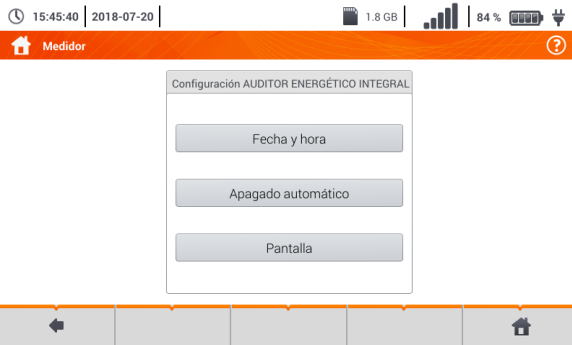 15:45:40 2018-07-20 1.8 GB 84 %
Medidor ?
Configuración AUDITOR ENERGÉTICO INTEGRAL
Fecha y hora
Apagado automático
Pantalla